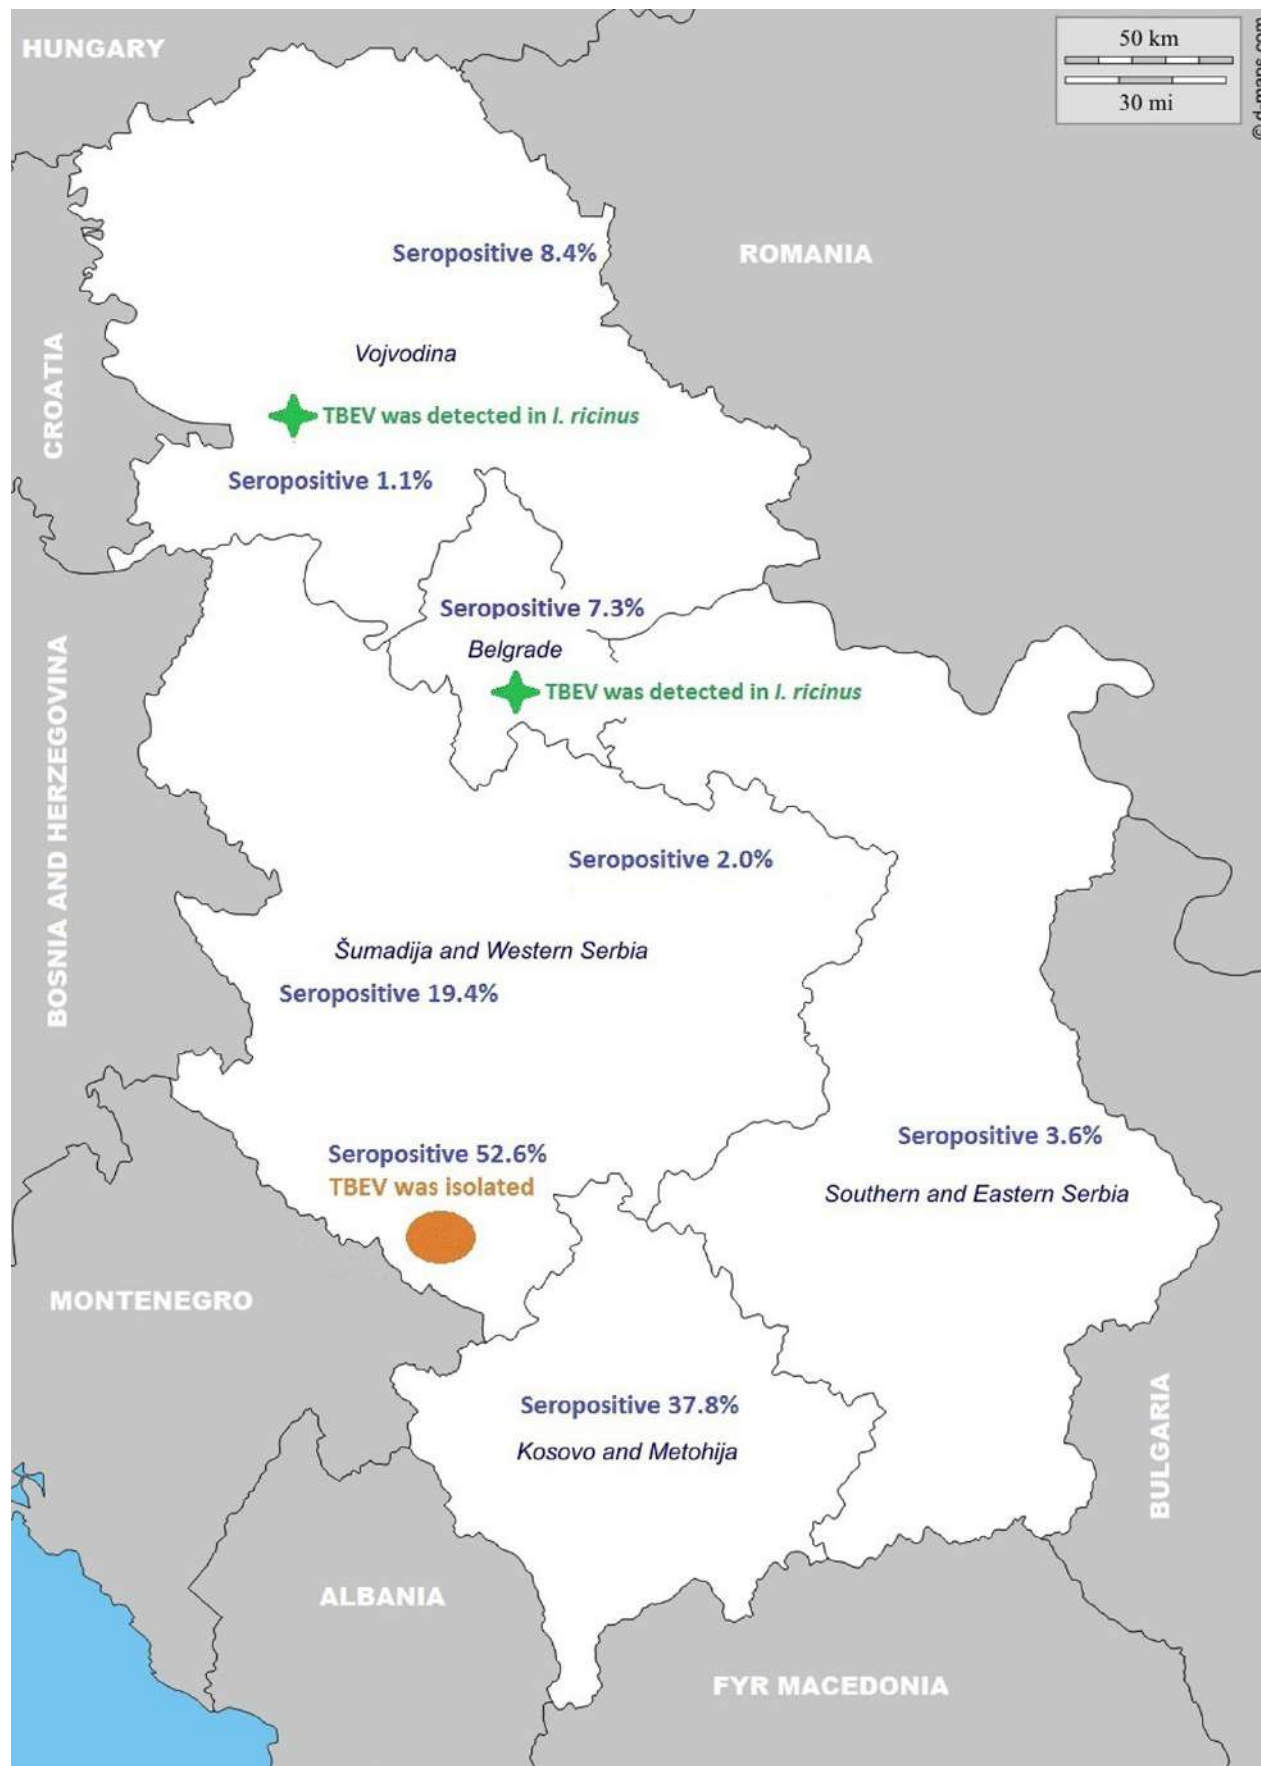 HUNGARY
50 km
30 mi
© d-maps.com
Seropositive 8.4%
ROMANIA
Vojvodina
CROATIA
TBEV was detected in I. ricinus
Seropositive 1.1%
Seropositive 7.3%
Belgrade
TBEV was detected in I. ricinus
BOSNIA AND HERZEGOVINA
Seropositive 2.0%
Šumadija and Western Serbia
Seropositive 19.4%
Seropositive 3.6%
Seropositive 52.6%
TBEV was isolated
Southern and Eastern Serbia
MONTENEGRO
Seropositive 37.8%
Kosovo and Metohija
BULGARIA
ALBANIA
FYR MACEDONIA